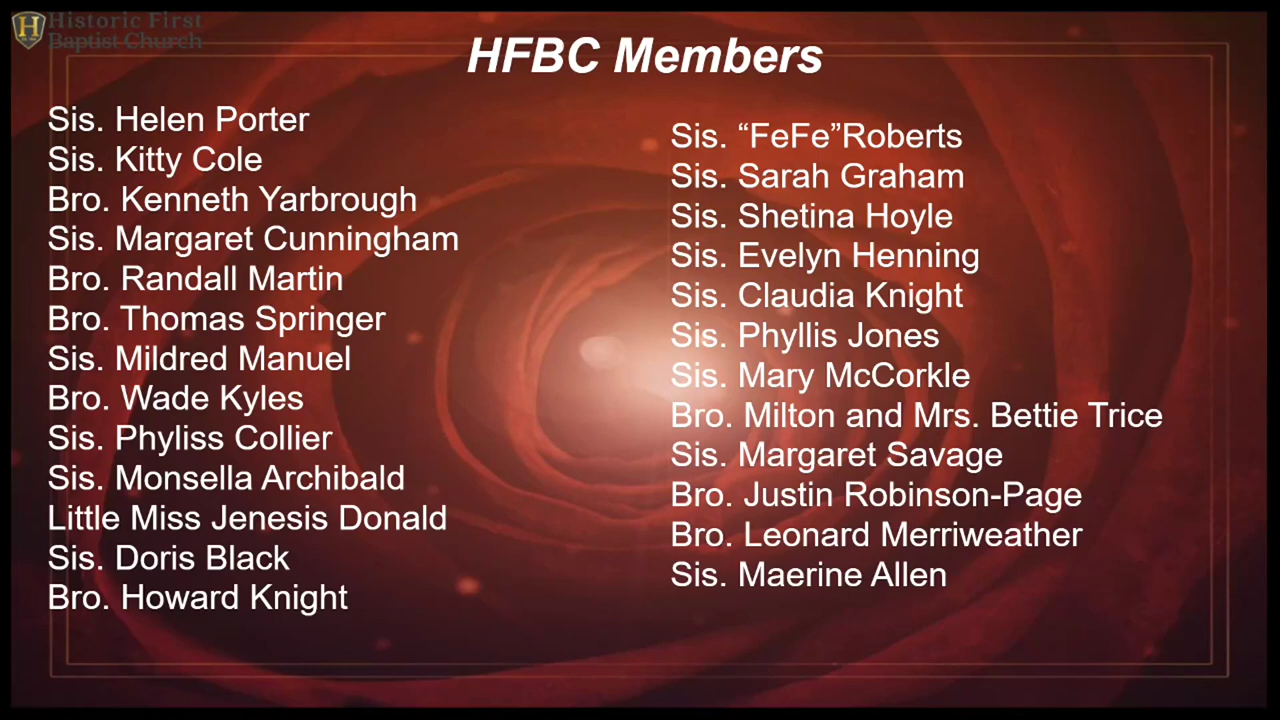 Historic First
Baptist Church
HFBC Members
Sis. Helen Porter
Sis. Kitty Cole
Bro. Kenneth Yarbrough
Sis. Margaret Cunningham
Bro. Randall Martin
Bro. Thomas Springer
Sis. Mildred Manuel
Bro. Wade Kyles
Sis. Phyliss Collier
Sis. Monsella Archibald
Little Miss Jenesis Donald
Sis. Doris Black
Bro. Howard Knight
Sis. “FeFe”Roberts
Sis. Sarah Graham
Sis. Shetina Hoyle
Sis. Evelyn Henning
Sis. Claudia Knight
Sis. Phyllis Jones
Sis. Mary McCorkle
Bro. Milton and Mrs. Bettie Trice
Sis. Margaret Savage
Bro. Justin Robinson-Page
Bro. Leonard Merriweather
Sis. Maerine Allen